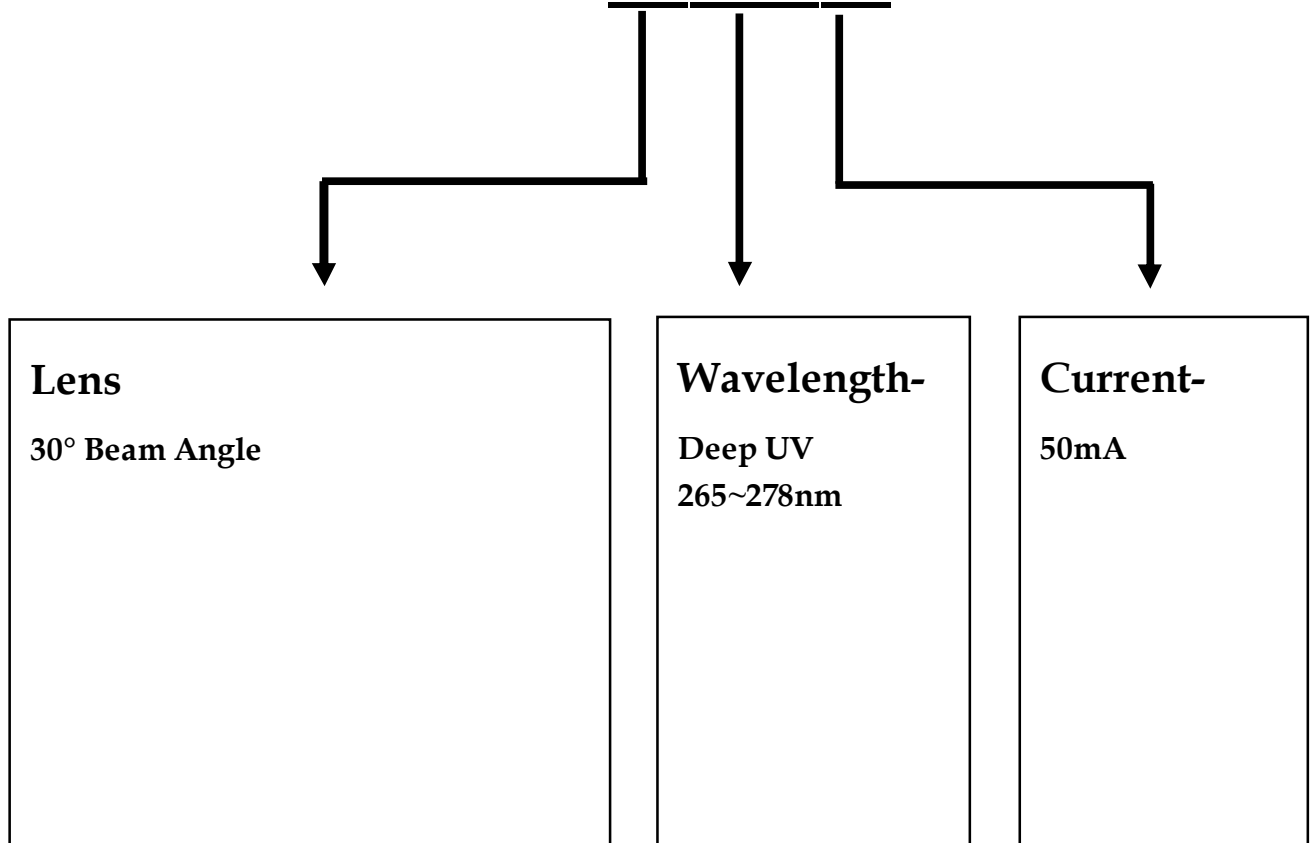 Lens
30° Beam Angle
Wavelength-
Deep UV
265~278nm
Current-
50mA